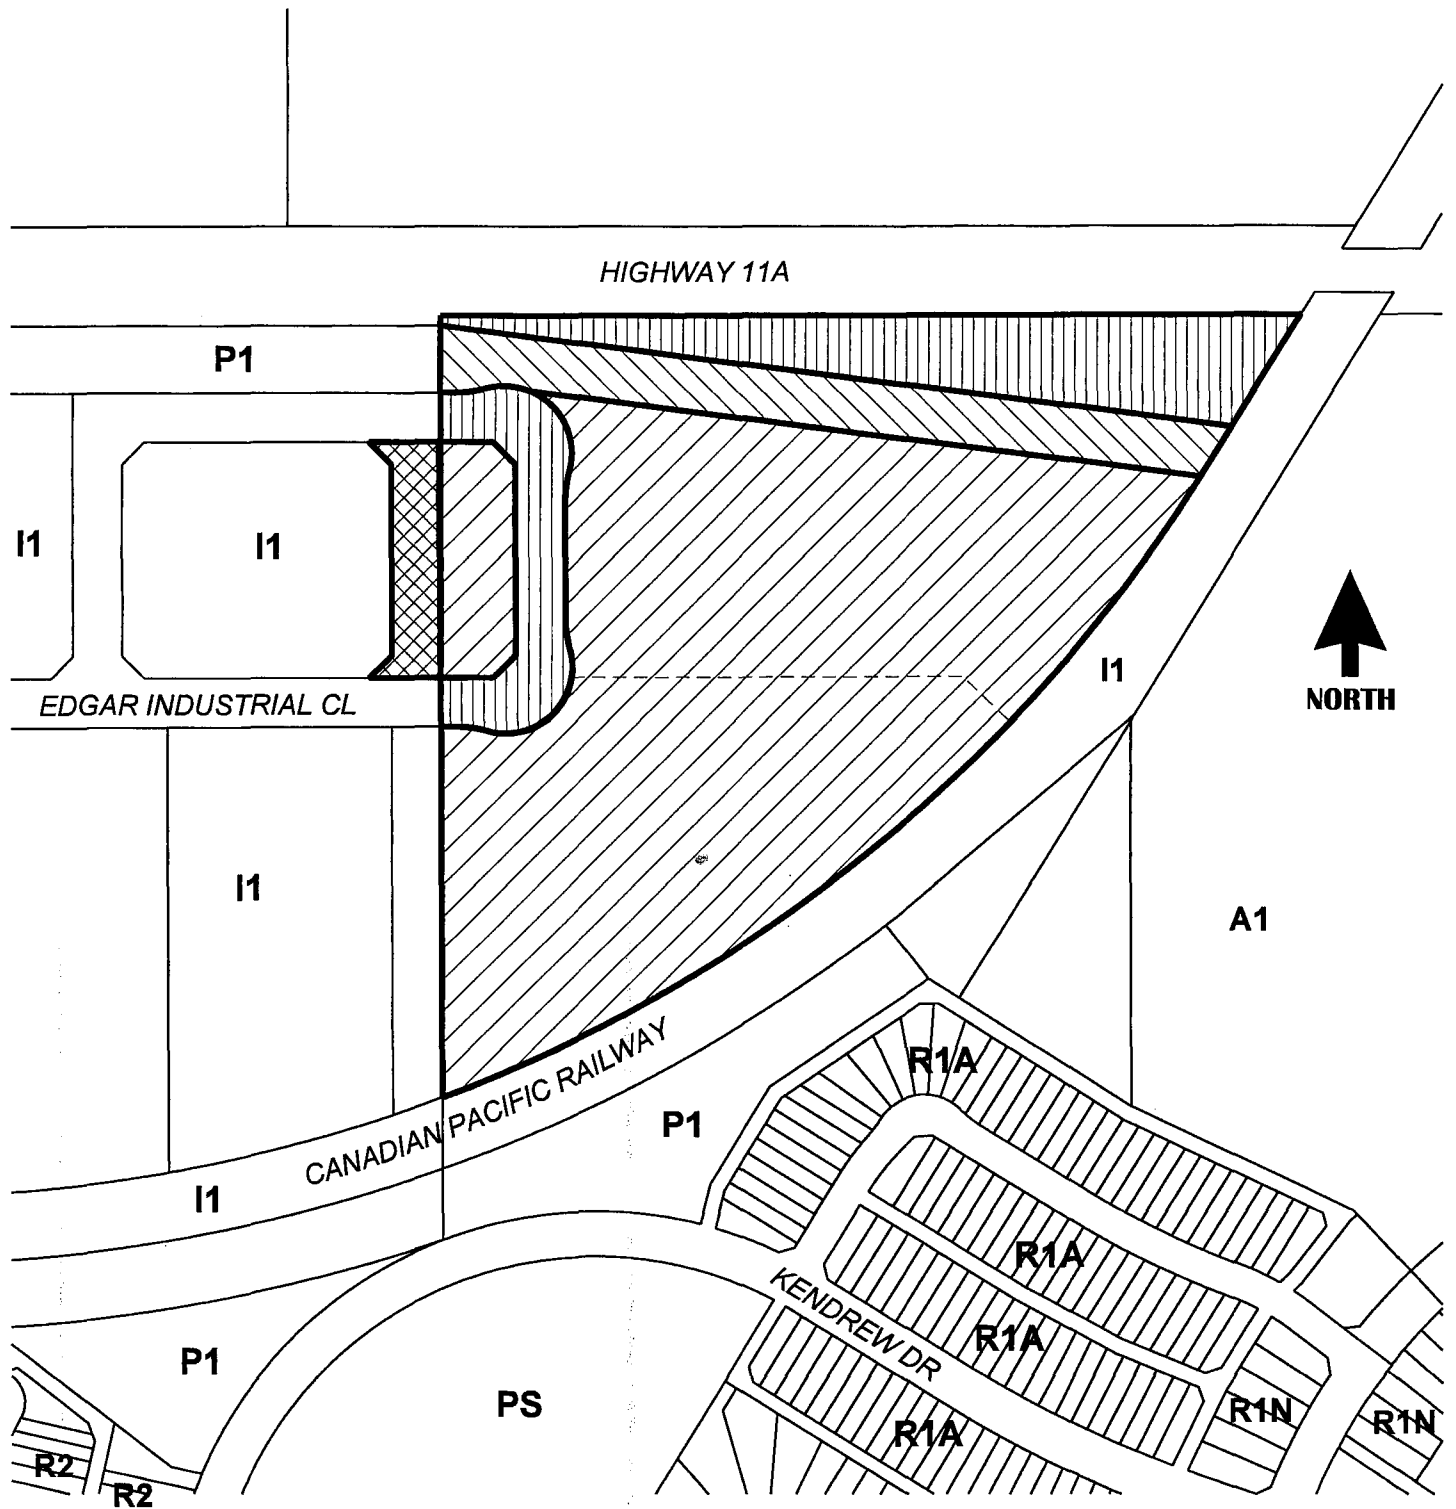 HIGHWAY 11A
P1
I1
I1
I1
NORTH
EDGAR INDUSTRIAL CL
I1
A1
CANADIAN PACIFIC RAILWAY
R1A
P1
I1
R1A
KENDREW DR
R1A
P1
PS
R1N
R1N
R1A
R2
R2